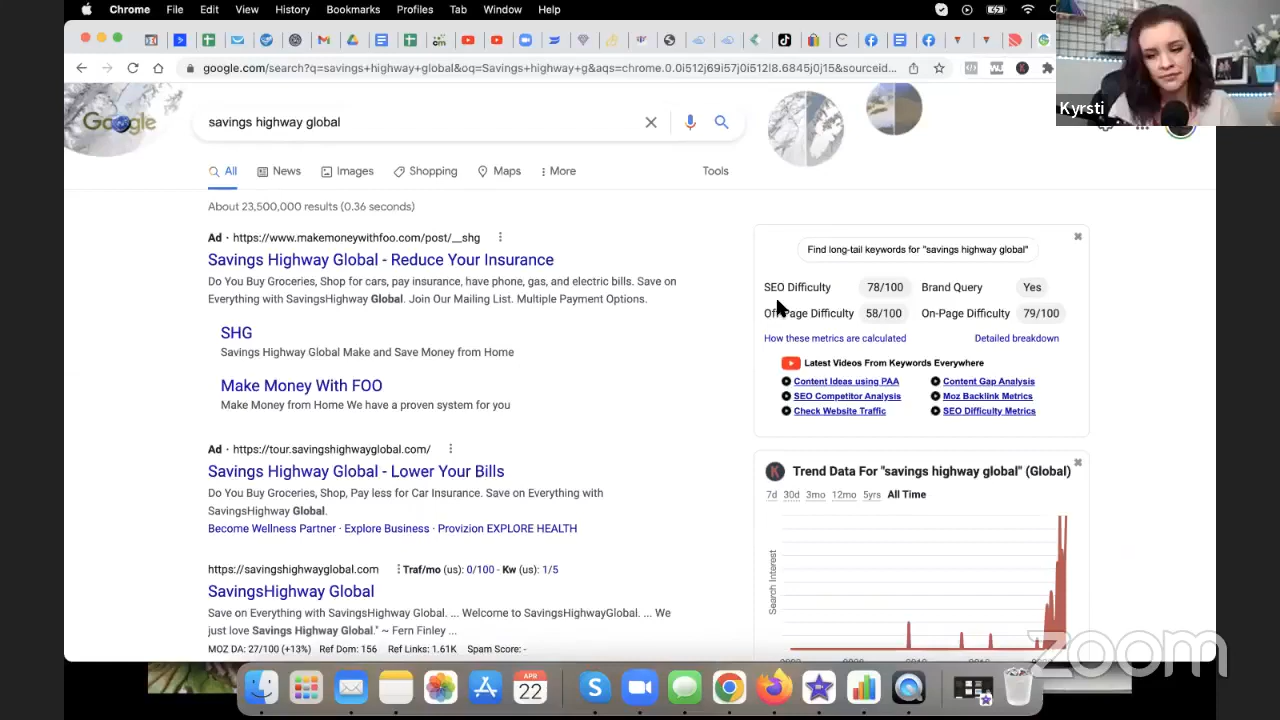 Chrome File Edit View History Bookmarks Profiles Tab Window Help
Kyrsti
google.com/search?q=savings+highway+global&oq=Savings+highway+g&aqs=chrome.0.0i512j69i57j0i512l8.6845j0j15&sourceid...
Google
savings highway global
All News Images Shopping Maps More Tools
About 23,500,000 results (0.36 seconds)
Ad · https://www.makemoneywithfoo.com/post/__shg
Savings Highway Global - Reduce Your Insurance
Do You Buy Groceries, Shop for cars, pay insurance, have phone, gas, and electric bills. Save on
Everything with SavingsHighway Global. Join Our Mailing List. Multiple Payment Options.
SHG
Savings Highway Global Make and Save Money from Home
Make Money With FOO
Make Money from Home We have a proven system for you
Ad · https://tour.savingshighwayglobal.com/
Savings Highway Global - Lower Your Bills
Do You Buy Groceries, Shop, Pay less for Car Insurance. Save on Everything with
SavingsHighway Global.
Become Wellness Partner · Explore Business · Provizion EXPLORE HEALTH
https://savingshighwayglobal.com Traf/mo (us): 0/100 - Kw (us): 1/5
SavingsHighway Global
Save on Everything with SavingsHighway Global. ... Welcome to SavingsHighwayGlobal. ... We
just love Savings Highway Global." ~ Fern Finley ...
MOZ DA: 27/100 (+13%) Ref Dom: 156 Ref Links: 1.61K Spam Score: -
Find long-tail keywords for "savings highway global"
SEO Difficulty 78/100 Brand Query Yes
Off-Page Difficulty 58/100 On-Page Difficulty 79/100
How these metrics are calculated Detailed breakdown
Latest Videos From Keywords Everywhere
Content Ideas using PAA Content Gap Analysis
SEO Competitor Analysis Moz Backlink Metrics
Check Website Traffic SEO Difficulty Metrics
Trend Data For "savings highway global" (Global)
7d 30d 3mo 12mo 5yrs All Time
Search Interest
zoom
APR
22